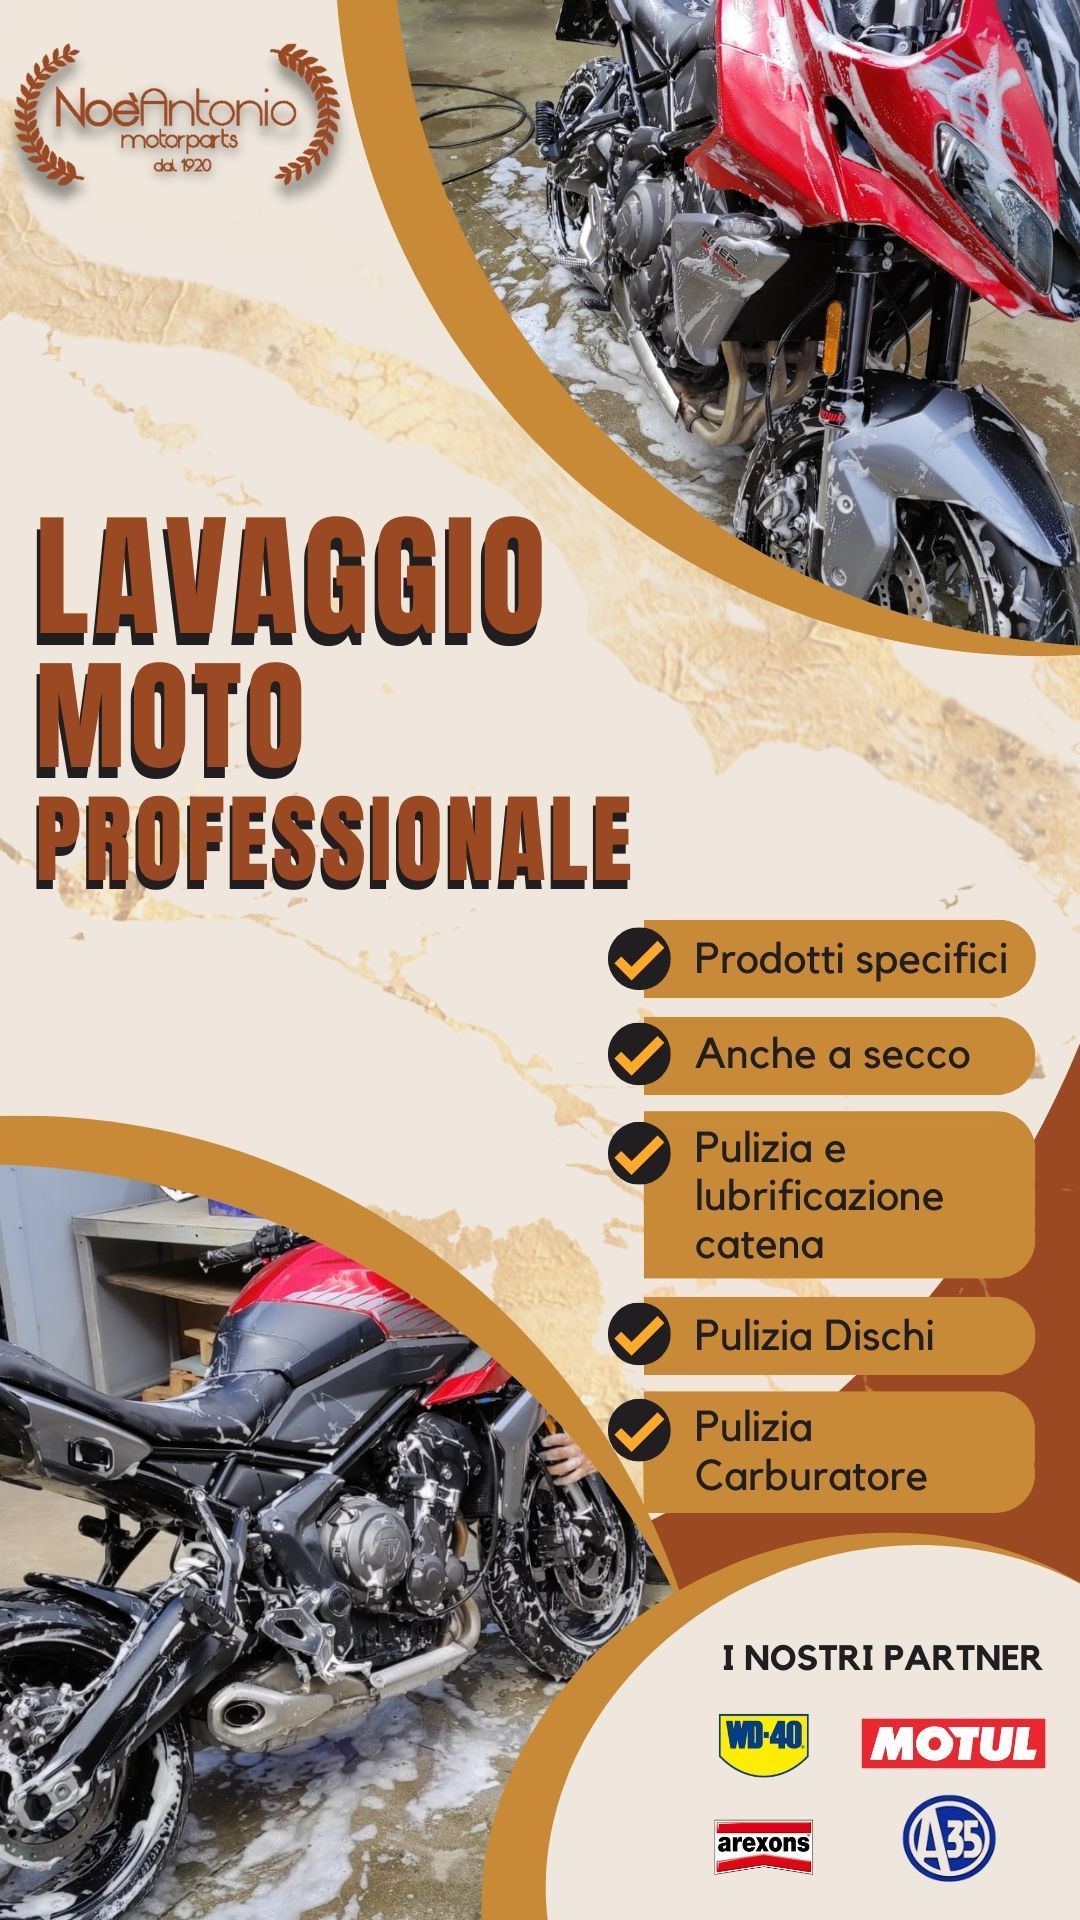 NoèAntonio
motorparts
dal 1920
TIGER
LAVAGGIO
MOTO
PROFESSIONALE
Prodotti specifici
Anche a secco
Pulizia e
lubrificazione
catena
Pulizia Dischi
Pulizia
Carburatore
I NOSTRI PARTNER
WD-40
MOTUL
arexons
A35